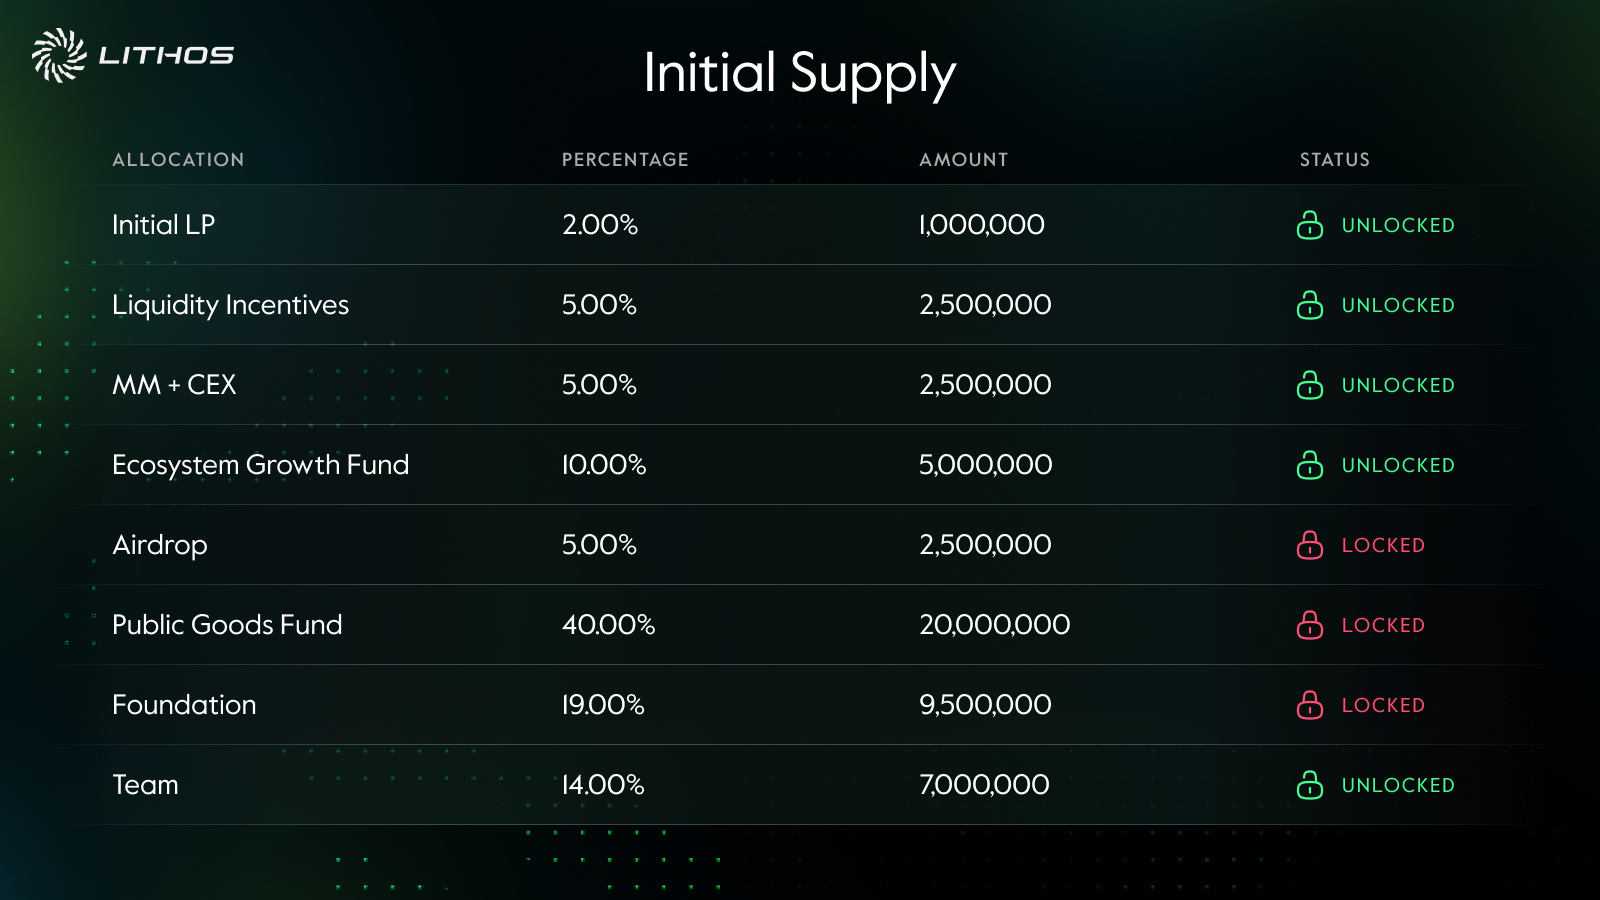 LITHOS
Initial Supply
ALLOCATION PERCENTAGE AMOUNT STATUS
Initial LP 2.00% 1,000,000 UNLOCKED
Liquidity Incentives 5.00% 2,500,000 UNLOCKED
MM + CEX 5.00% 2,500,000 UNLOCKED
Ecosystem Growth Fund 10.00% 5,000,000 UNLOCKED
Airdrop 5.00% 2,500,000 LOCKED
Public Goods Fund 40.00% 20,000,000 LOCKED
Foundation 19.00% 9,500,000 LOCKED
Team 14.00% 7,000,000 UNLOCKED